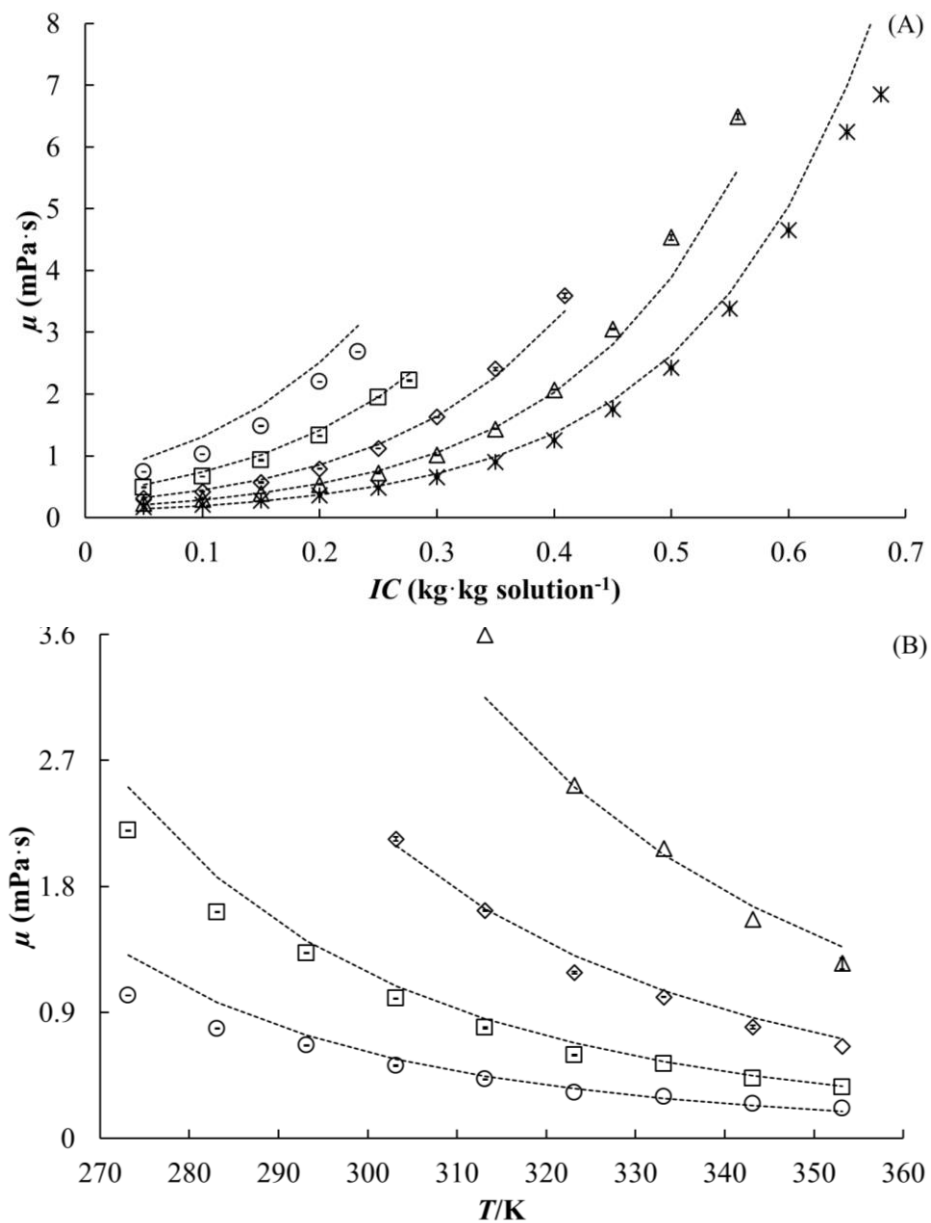 (A)
8
7
6
5
4
3
2
1
0
μ (mPa·s)
0 0.1 0.2 0.3 0.4 0.5 0.6 0.7
IC (kg·kg solution⁻¹)
(B)
3.6
2.7
1.8
0.9
0
μ (mPa·s)
270 280 290 300 310 320 330 340 350 360
T/K